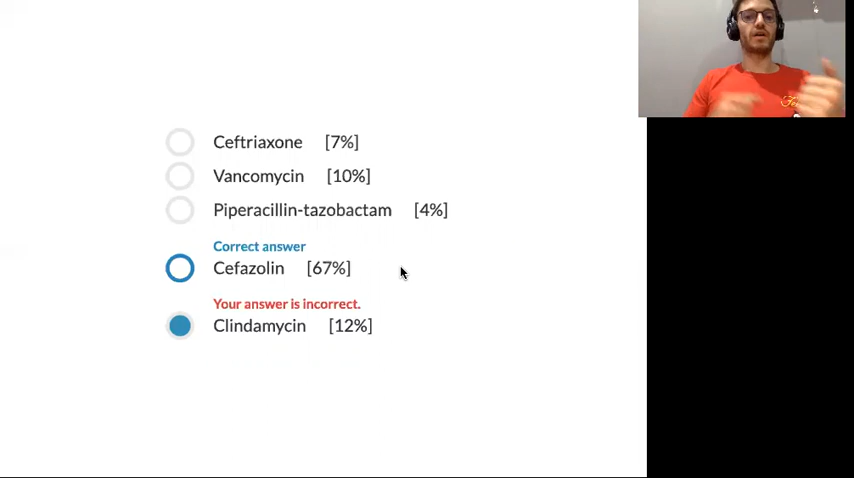 Ceftriaxone [7%]
Vancomycin [10%]
Piperacillin-tazobactam [4%]
Correct answer
Cefazolin [67%]
Your answer is incorrect.
Clindamycin [12%]